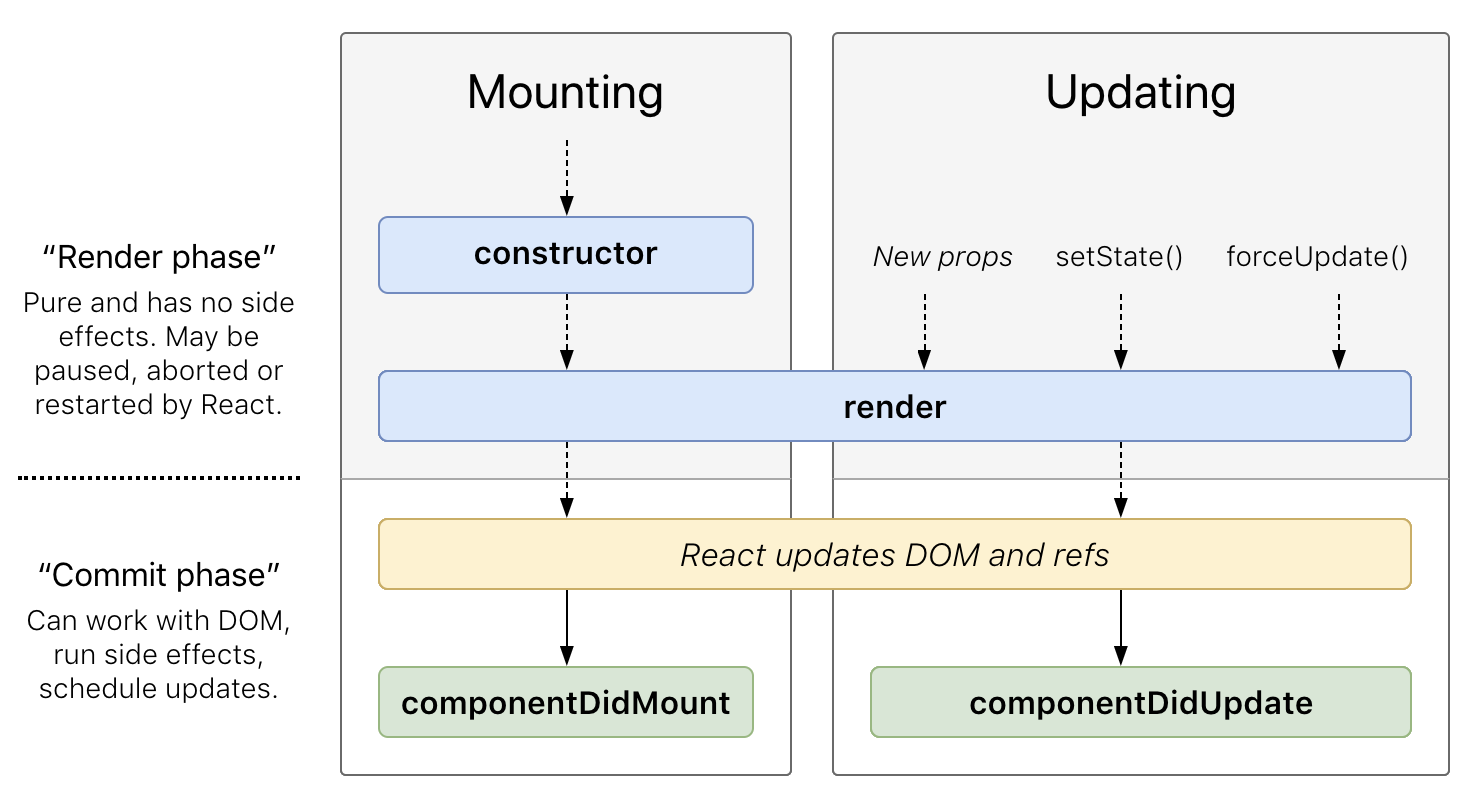 Mounting
Updating
constructor
New props
setState()
forceUpdate()
“Render phase”
Pure and has no side
effects. May be
paused, aborted or
restarted by React.
render
React updates DOM and refs
“Commit phase”
Can work with DOM,
run side effects,
schedule updates.
componentDidMount
componentDidUpdate